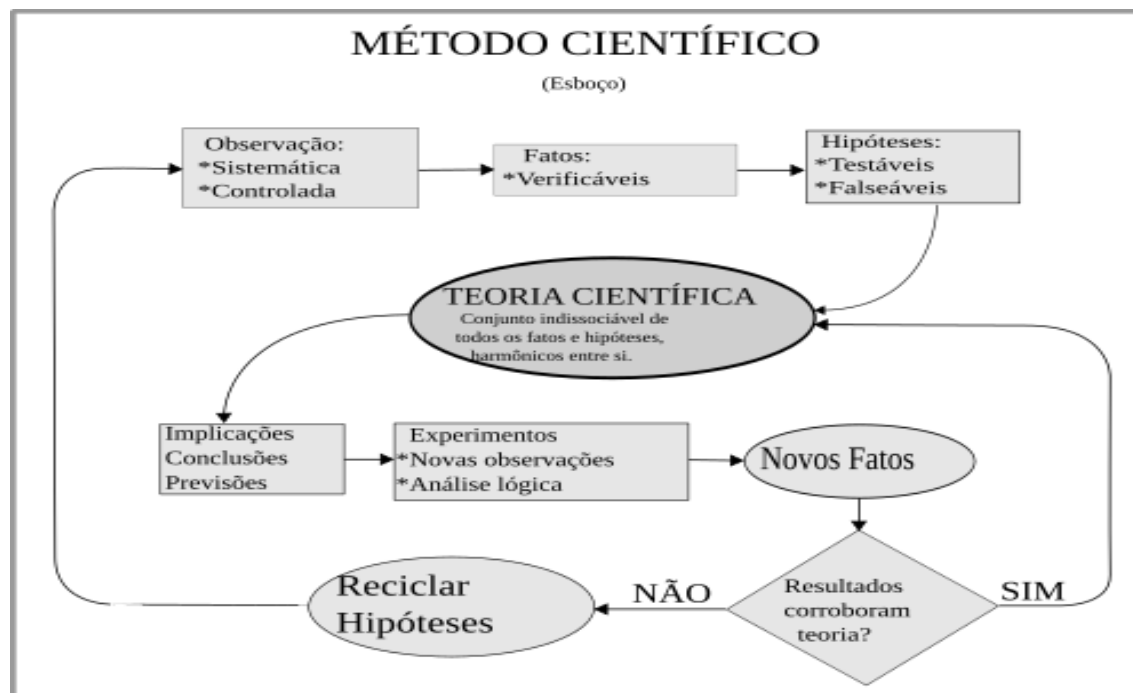 MÉTODO CIENTÍFICO
(Esboço)
Observação:
*Sistemática
*Controlada
Fatos:
*Verificáveis
Hipóteses:
*Testáveis
*Falseáveis
TEORIA CIENTÍFICA
Conjunto indissociável de
todos os fatos e hipóteses,
harmônicos entre si.
Implicações
Conclusões
Previsões
Experimentos
*Novas observações
*Análise lógica
Novos Fatos
Resultados
corroboram
teoria?
SIM
NÃO
Reciclar
Hipóteses